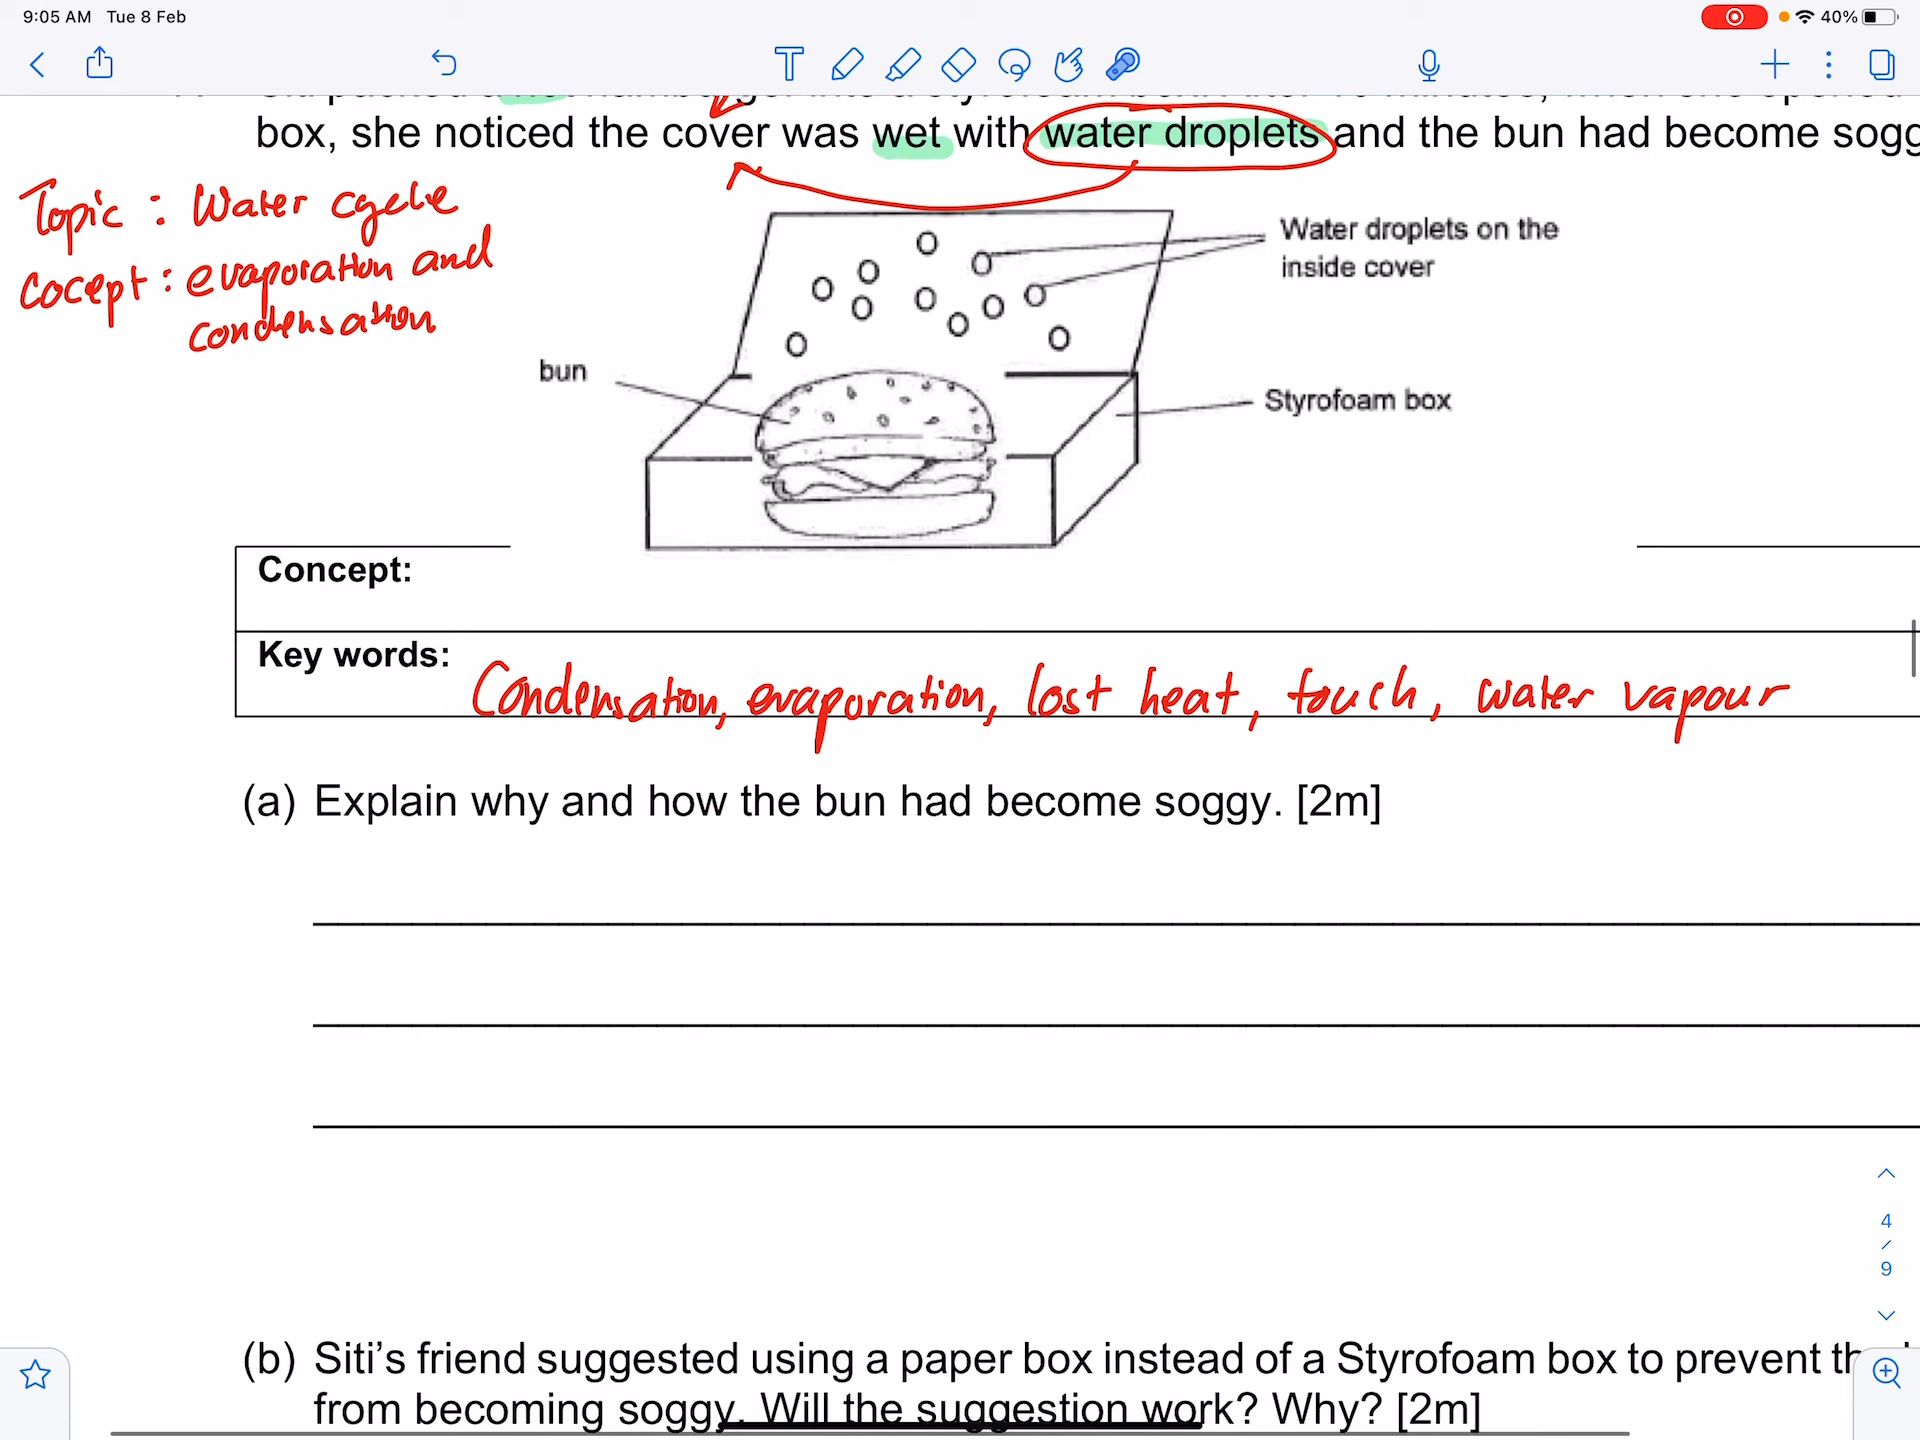 9:05 AM Tue 8 Feb
40%
box, she noticed the cover was wet with water droplets and the bun had become sogg
Topic : Water cycle
Cocept : evaporation and
condensation
Water droplets on the
inside cover
bun
Styrofoam box
Concept:
Key words: Condensation, evaporation, lost heat, touch, water vapour
(a) Explain why and how the bun had become soggy. [2m]
4
/
9
(b) Siti's friend suggested using a paper box instead of a Styrofoam box to prevent
from becoming soggy. Will the suggestion work? Why? [2m]